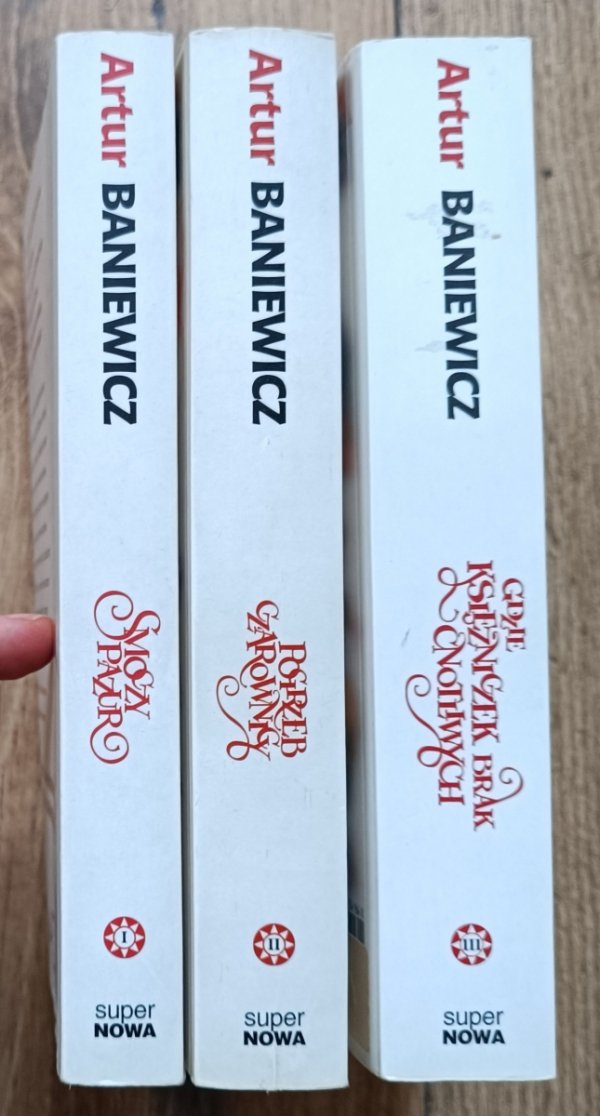 Artur BANIEWICZ
SMOCZY
PAZUR
I
super
NOWA
Artur BANIEWICZ
POGRZEB
CZAROWNICY
II
super
NOWA
Artur BANIEWICZ
GDZIE
KSIĘŻNICZEK BRAK
CNOTLIWYCH
III
super
NOWA